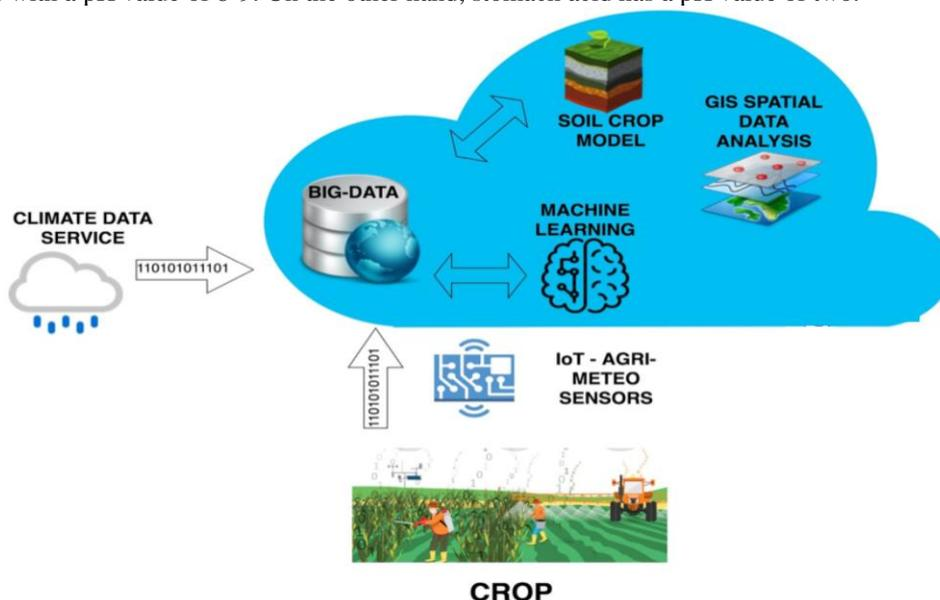 SOIL CROP
MODEL
GIS SPATIAL
DATA
ANALYSIS
BIG-DATA
MACHINE
LEARNING
CLIMATE DATA
SERVICE
110101011101
110101011101
IoT - AGRI-
METEO
SENSORS
CROP